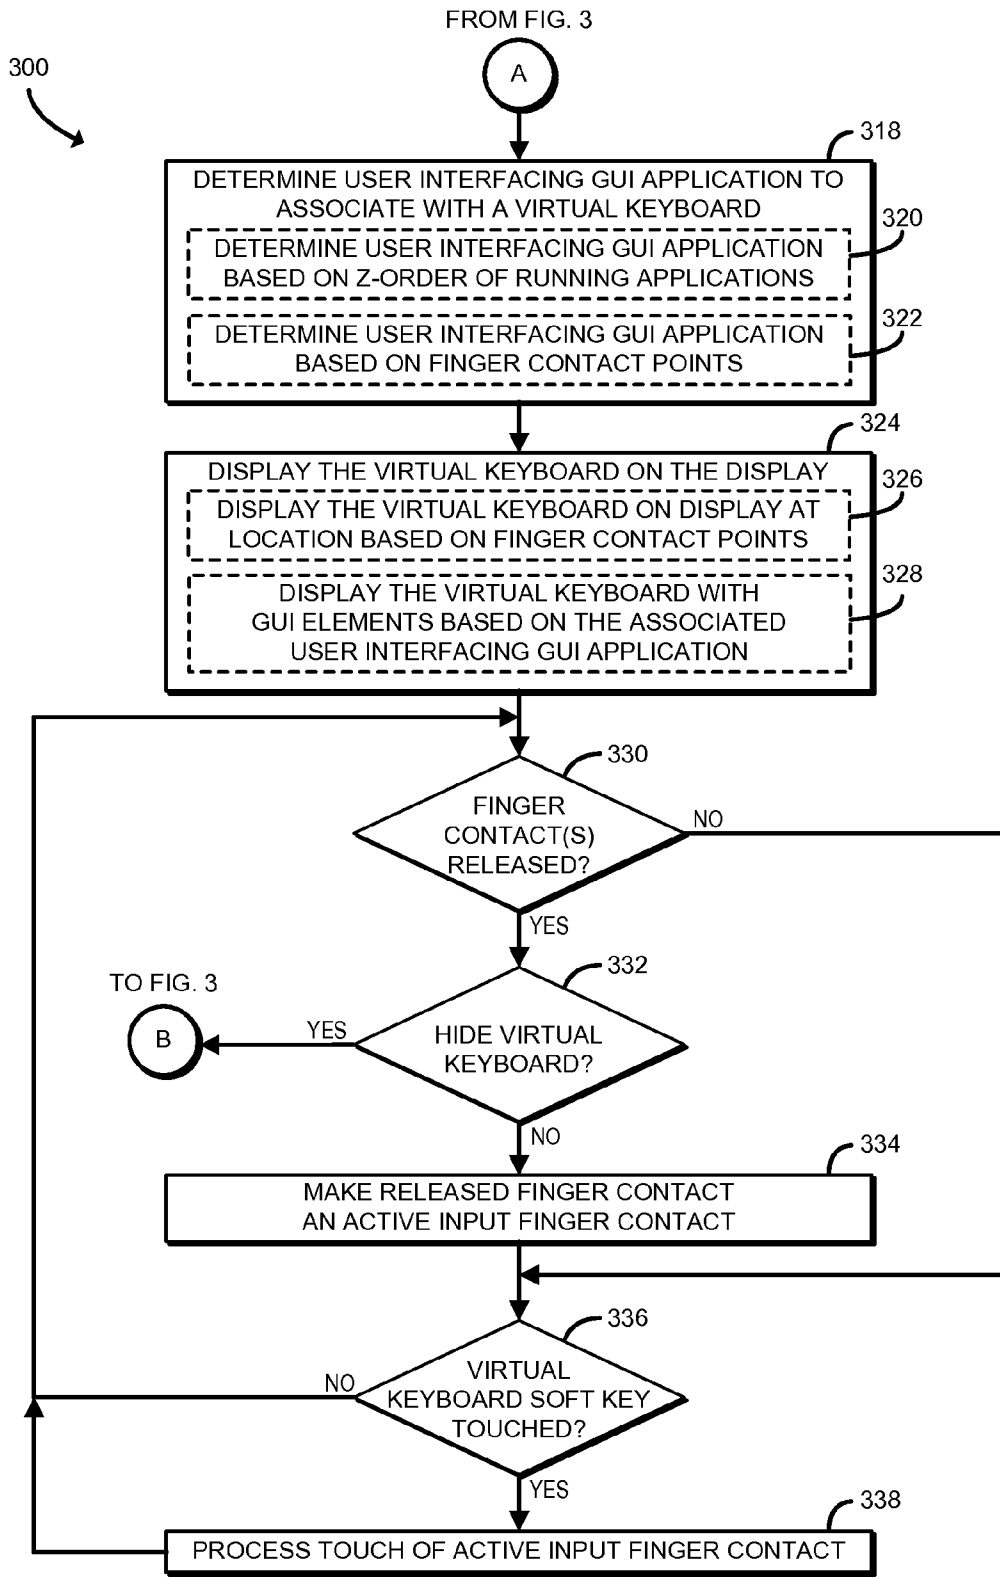 FROM FIG. 3
A
300
318
DETERMINE USER INTERFACING GUI APPLICATION TO
ASSOCIATE WITH A VIRTUAL KEYBOARD
320
DETERMINE USER INTERFACING GUI APPLICATION
BASED ON Z-ORDER OF RUNNING APPLICATIONS
322
DETERMINE USER INTERFACING GUI APPLICATION
BASED ON FINGER CONTACT POINTS
324
DISPLAY THE VIRTUAL KEYBOARD ON THE DISPLAY
326
DISPLAY THE VIRTUAL KEYBOARD ON DISPLAY AT
LOCATION BASED ON FINGER CONTACT POINTS
328
DISPLAY THE VIRTUAL KEYBOARD WITH
GUI ELEMENTS BASED ON THE ASSOCIATED
USER INTERFACING GUI APPLICATION
330
FINGER
CONTACT(S)
RELEASED?
NO
YES
332
TO FIG. 3
B
YES
HIDE VIRTUAL
KEYBOARD?
NO
334
MAKE RELEASED FINGER CONTACT
AN ACTIVE INPUT FINGER CONTACT
336
VIRTUAL
KEYBOARD SOFT KEY
TOUCHED?
NO
YES
338
PROCESS TOUCH OF ACTIVE INPUT FINGER CONTACT